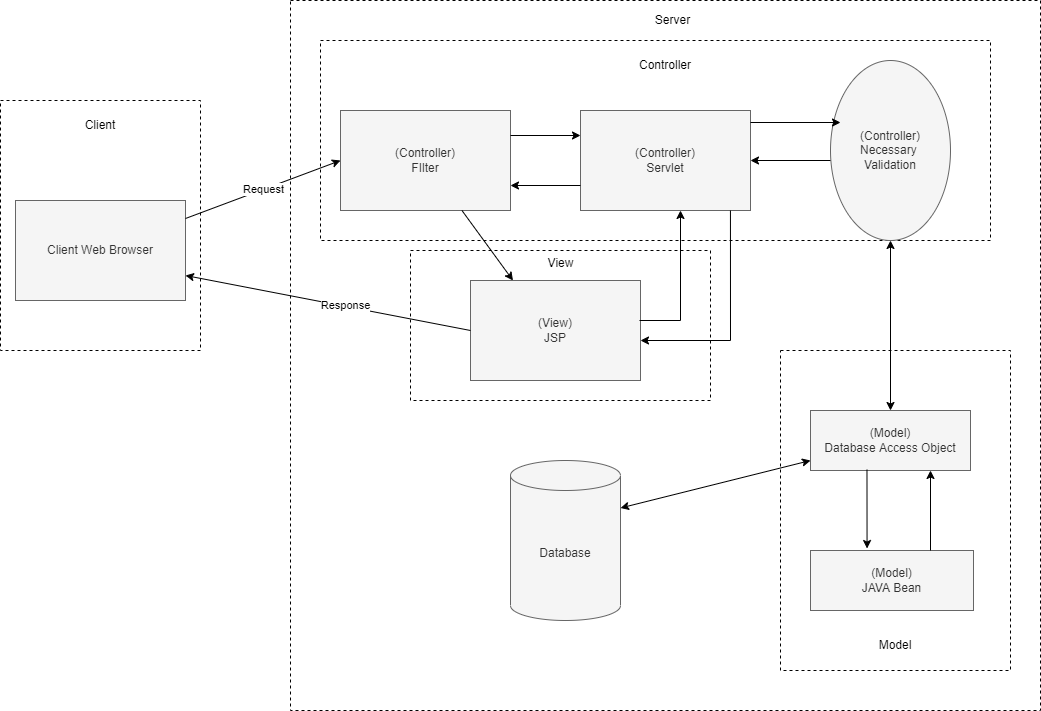 Server
Controller
Client
(Controller)
FIlter
(Controller)
Servlet
(Controller)
Necessary
Validation
Request
Client Web Browser
View
Response
(View)
JSP
(Model)
Database Access Object
Database
(Model)
JAVA Bean
Model